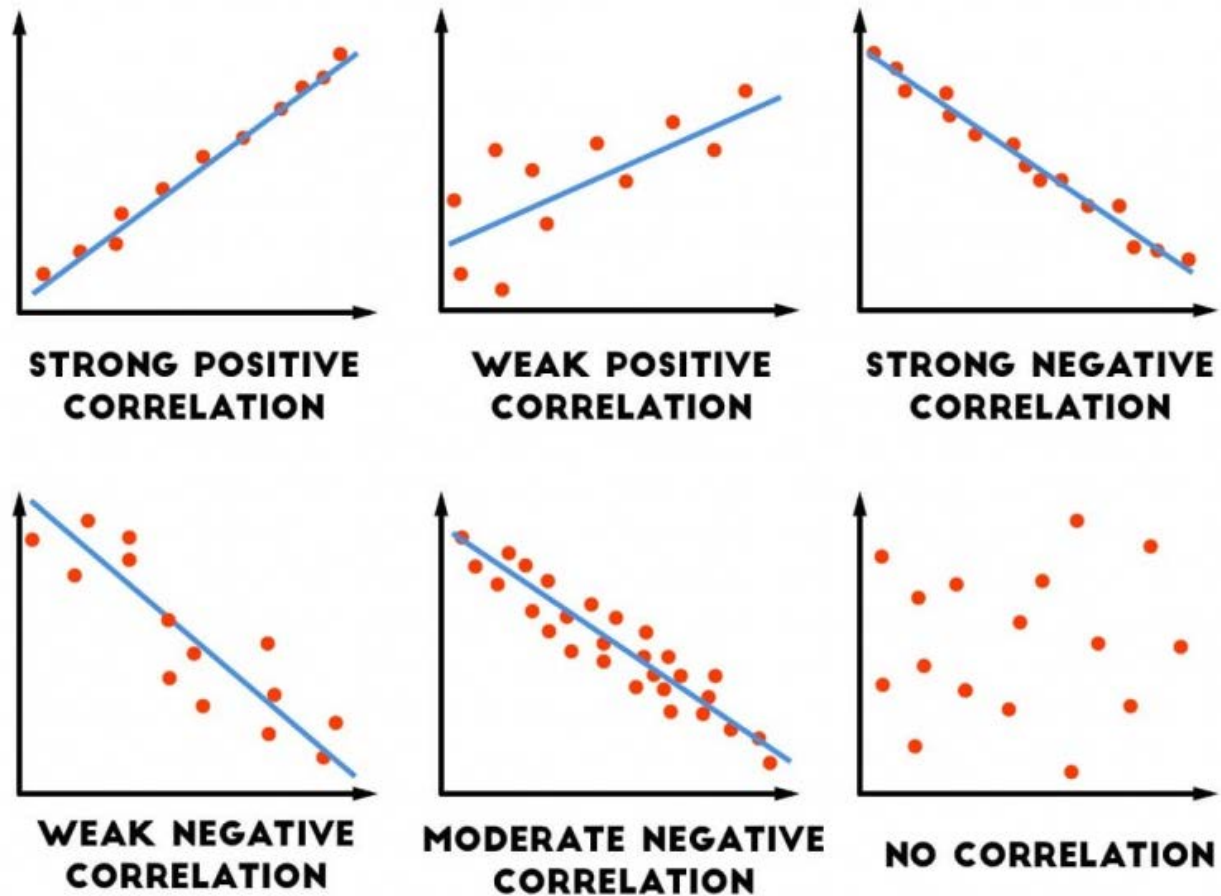 STRONG POSITIVE
CORRELATION
WEAK POSITIVE
CORRELATION
STRONG NEGATIVE
CORRELATION
WEAK NEGATIVE
CORRELATION
MODERATE NEGATIVE
CORRELATION
NO CORRELATION